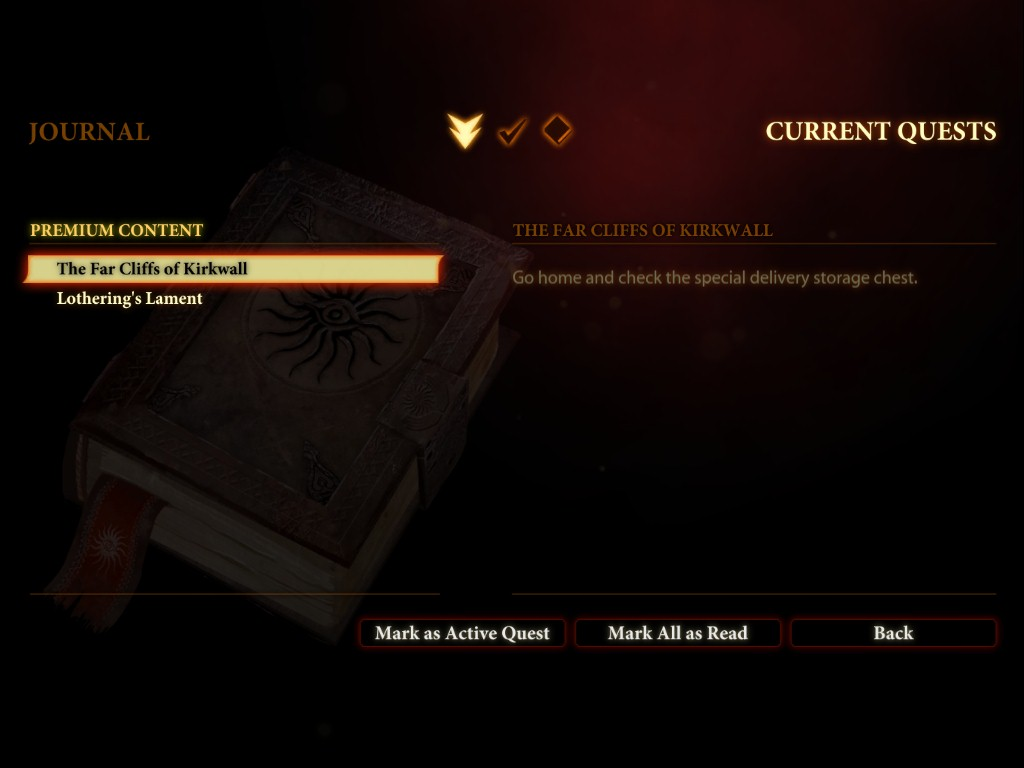 JOURNAL
CURRENT QUESTS
PREMIUM CONTENT
The Far Cliffs of Kirkwall
Lothering's Lament
THE FAR CLIFFS OF KIRKWALL
Go home and check the special delivery storage chest.
Mark as Active Quest
Mark All as Read
Back